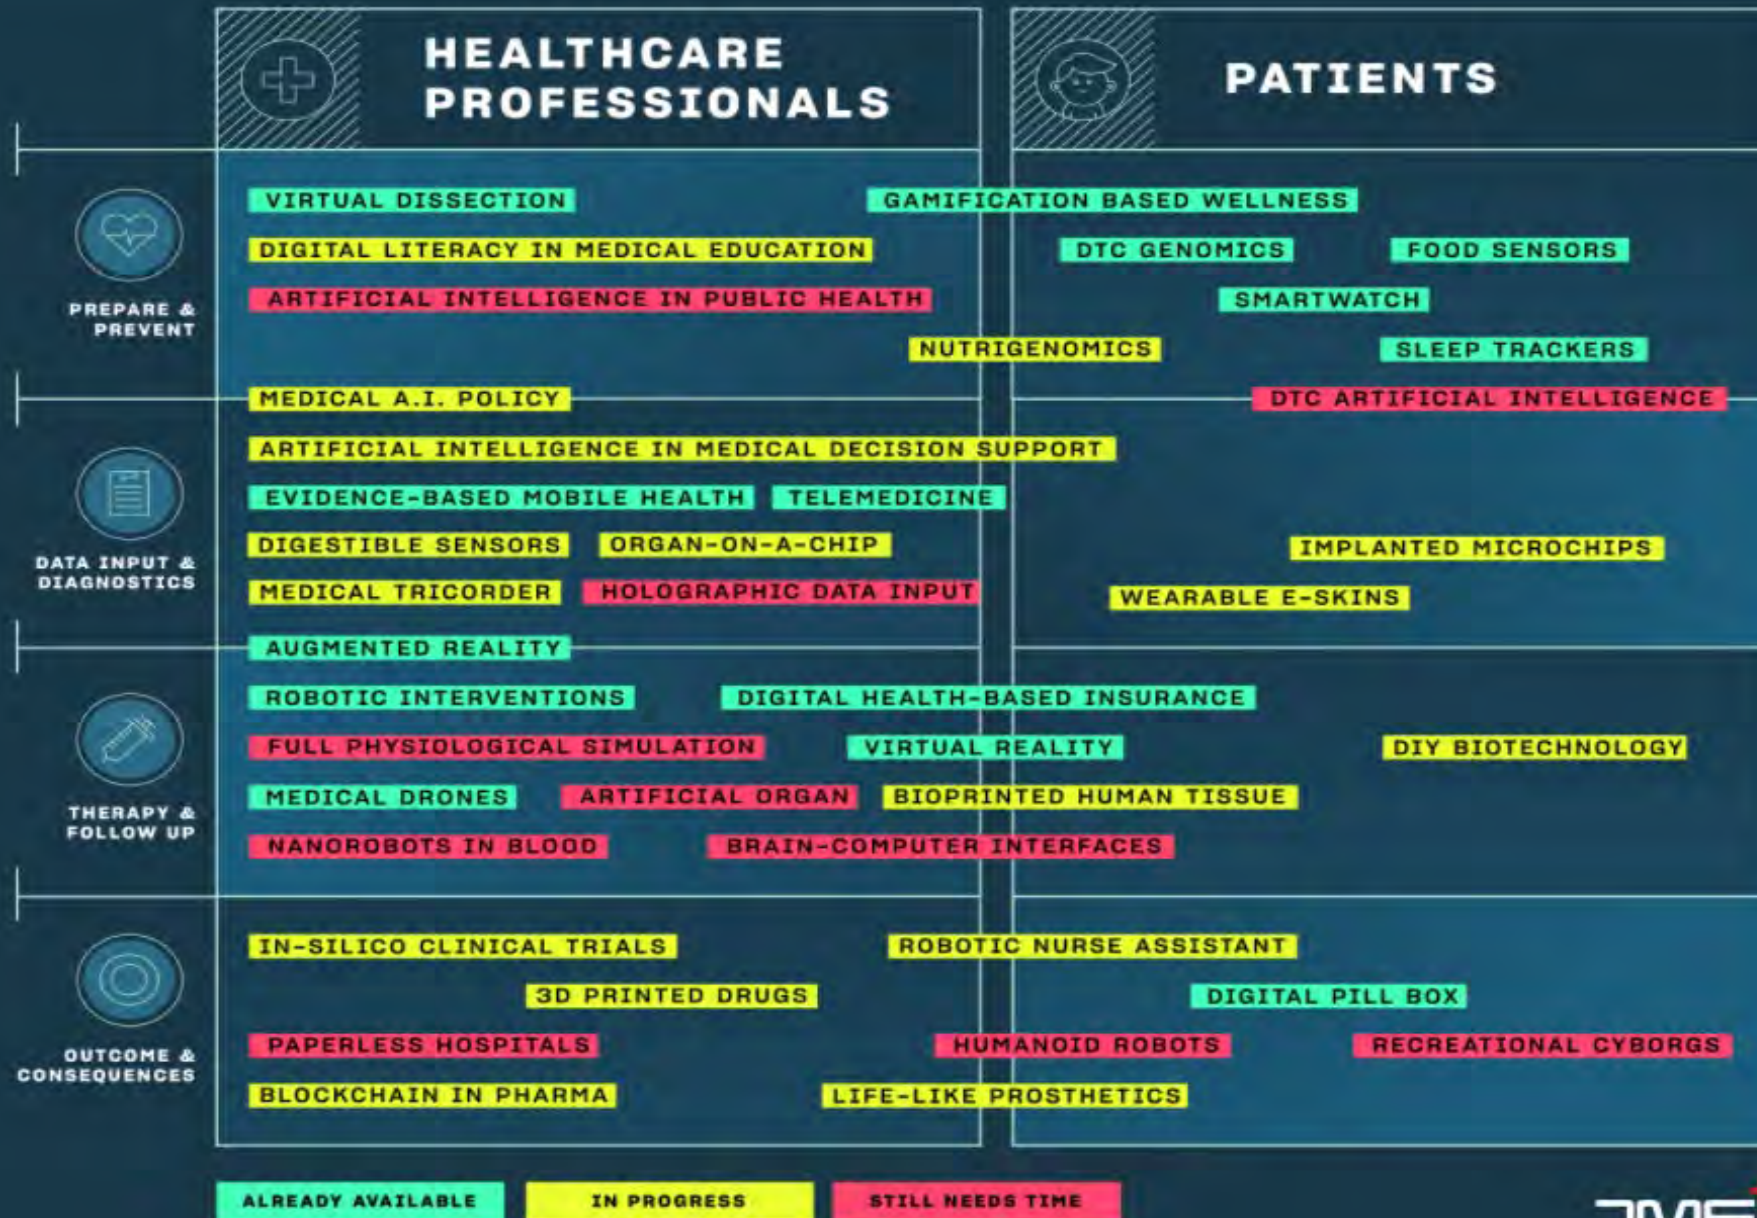 HEALTHCARE
PROFESSIONALS
PATIENTS
PREPARE &
PREVENT
VIRTUAL DISSECTION
GAMIFICATION BASED WELLNESS
DIGITAL LITERACY IN MEDICAL EDUCATION
DTC GENOMICS
FOOD SENSORS
ARTIFICIAL INTELLIGENCE IN PUBLIC HEALTH
SMARTWATCH
NUTRIGENOMICS
SLEEP TRACKERS
MEDICAL A.I. POLICY
DTC ARTIFICIAL INTELLIGENCE
DATA INPUT &
DIAGNOSTICS
ARTIFICIAL INTELLIGENCE IN MEDICAL DECISION SUPPORT
EVIDENCE-BASED MOBILE HEALTH
TELEMEDICINE
DIGESTIBLE SENSORS
ORGAN-ON-A-CHIP
IMPLANTED MICROCHIPS
MEDICAL TRICORDER
HOLOGRAPHIC DATA INPUT
WEARABLE E-SKINS
AUGMENTED REALITY
THERAPY &
FOLLOW UP
ROBOTIC INTERVENTIONS
DIGITAL HEALTH-BASED INSURANCE
FULL PHYSIOLOGICAL SIMULATION
VIRTUAL REALITY
DIY BIOTECHNOLOGY
MEDICAL DRONES
ARTIFICIAL ORGAN
BIOPRINTED HUMAN TISSUE
NANOROBOTS IN BLOOD
BRAIN-COMPUTER INTERFACES
OUTCOME &
CONSEQUENCES
IN-SILICO CLINICAL TRIALS
ROBOTIC NURSE ASSISTANT
3D PRINTED DRUGS
DIGITAL PILL BOX
PAPERLESS HOSPITALS
HUMANOID ROBOTS
RECREATIONAL CYBORGS
BLOCKCHAIN IN PHARMA
LIFE-LIKE PROSTHETICS
ALREADY AVAILABLE
IN PROGRESS
STILL NEEDS TIME